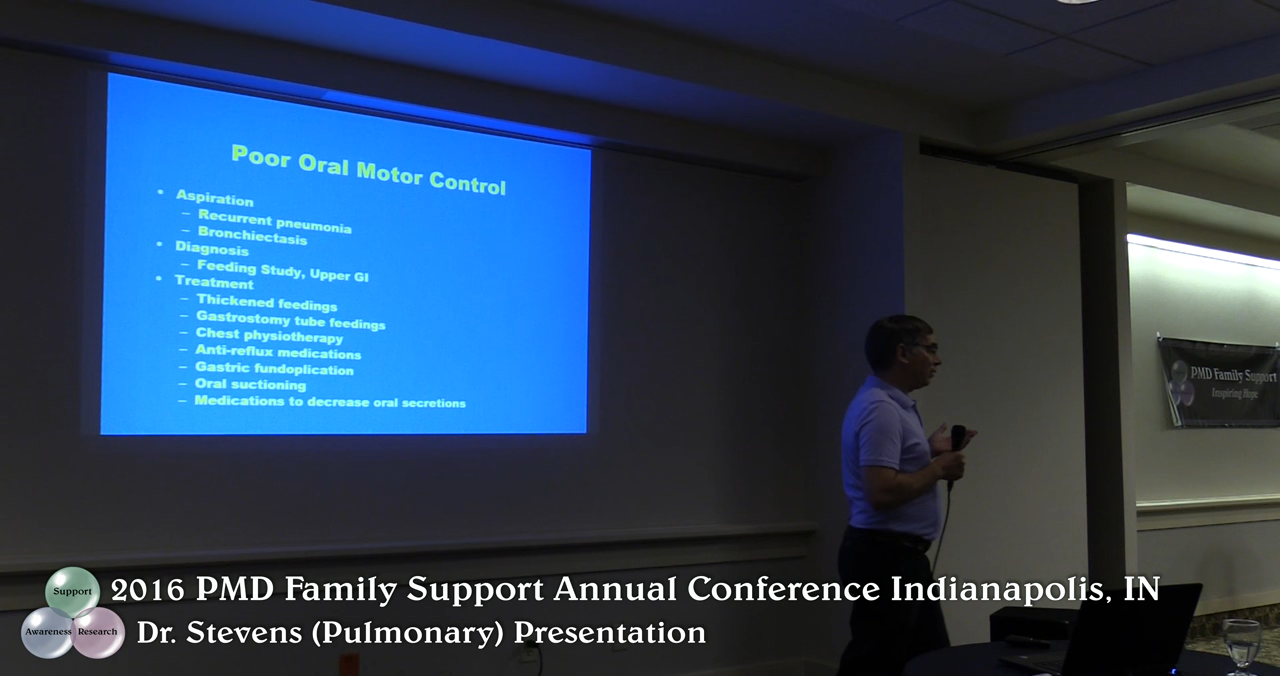 Poor Oral Motor Control
• Aspiration
– Recurrent pneumonia
– Bronchiectasis
• Diagnosis
– Feeding Study, Upper GI
• Treatment
– Thickened feedings
– Gastrostomy tube feedings
– Chest physiotherapy
– Anti-reflux medications
– Gastric fundoplication
– Oral suctioning
– Medications to decrease oral secretions
PMD Family Support
Inspiring Hope
Support
Awareness Research
2016 PMD Family Support Annual Conference Indianapolis, IN
Dr. Stevens (Pulmonary) Presentation